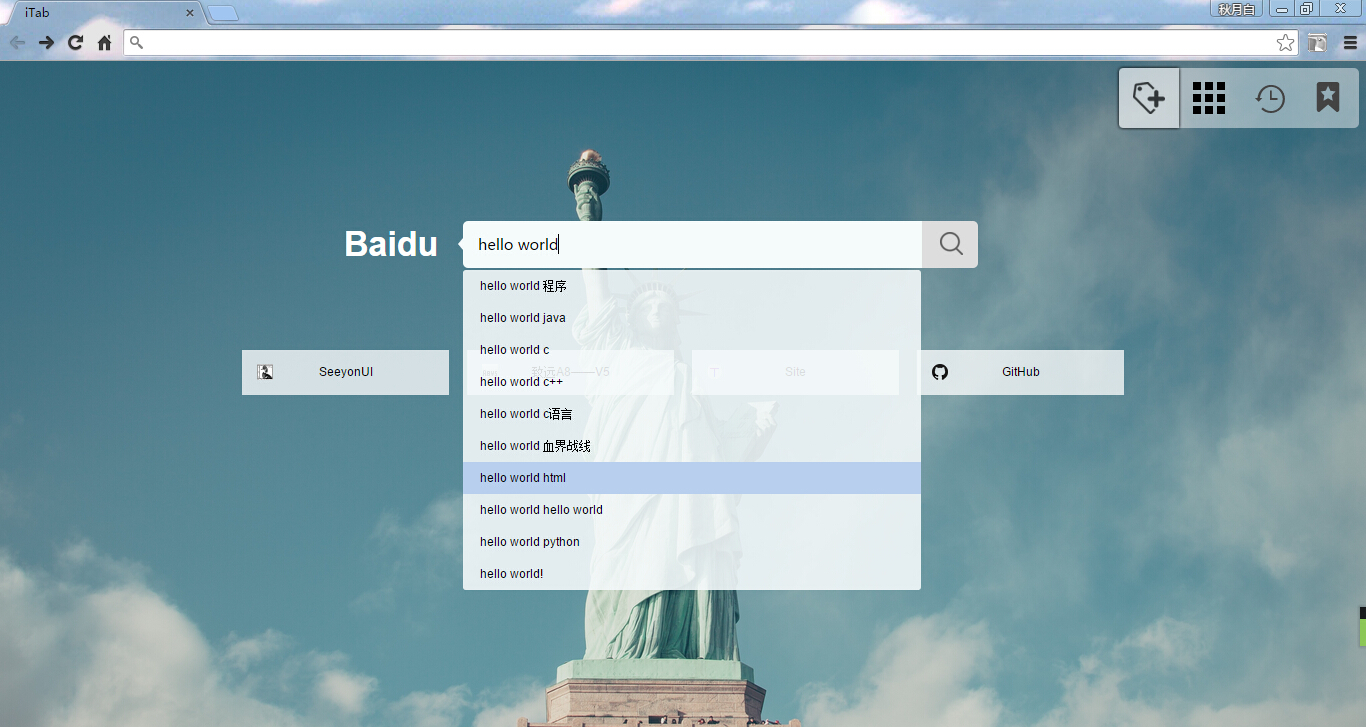 iTab
秋月白
Baidu
hello world
hello world 程序
hello world java
hello world c
hello world c++
hello world c语言
hello world 血界战线
hello world html
hello world hello world
hello world python
hello world!
SeeyonUI
致远A8——V5
Site
GitHub